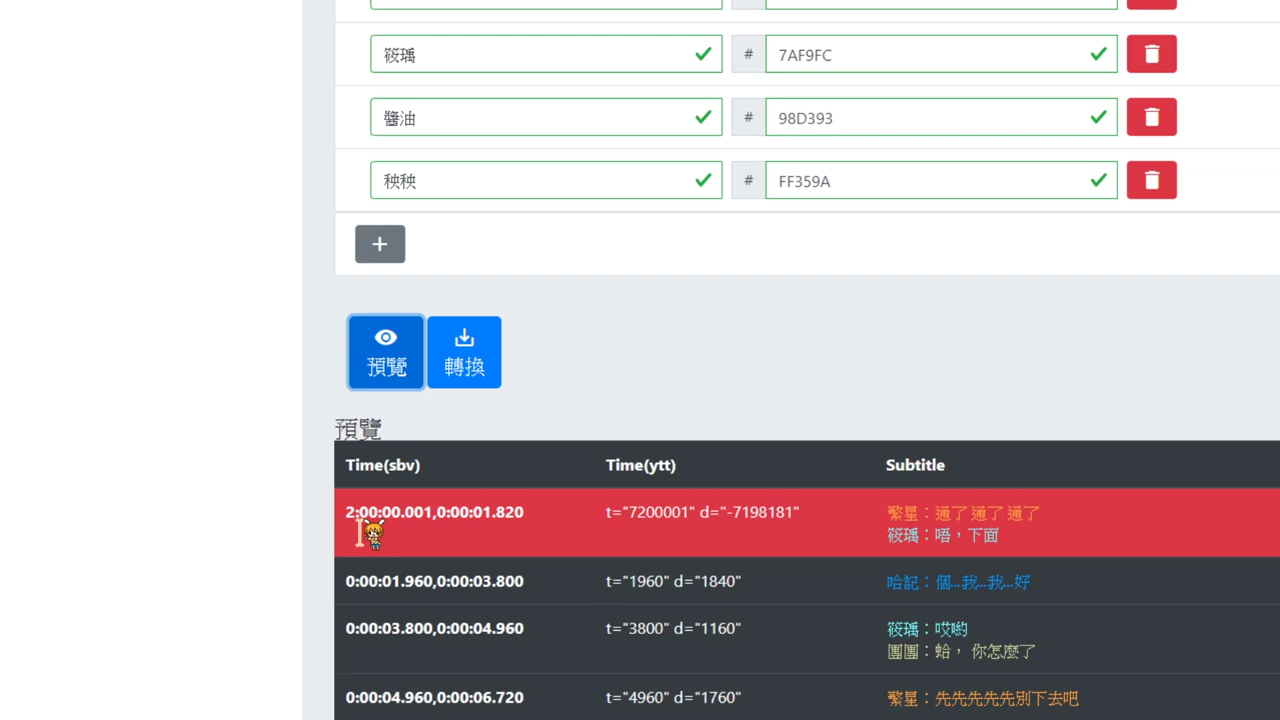 筱瑀 # 7AF9FC
醬油 # 98D393
秧秧 # FF359A
+
預覽 轉換
預覽
Time(sbv) Time(ytt) Subtitle
2:00:00.001,0:00:01.820 t="7200001" d="-7198181" 繁星：通了 通了 通了
筱瑀：唔，下面
0:00:01.960,0:00:03.800 t="1960" d="1840" 哈記：個...我...我...好
0:00:03.800,0:00:04.960 t="3800" d="1160" 筱瑀：哎喲
團團：蛤， 你怎麼了
0:00:04.960,0:00:06.720 t="4960" d="1760" 繁星：先先先先先別下去吧